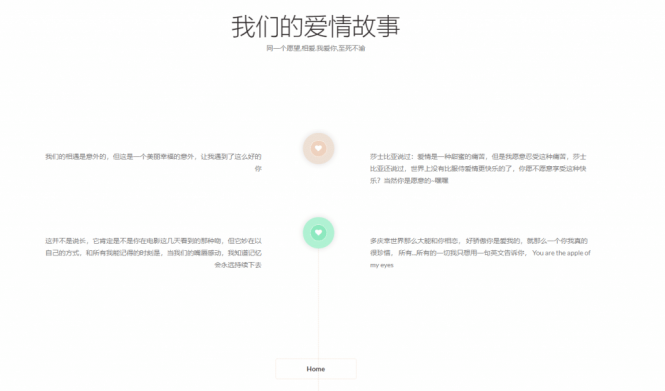 我们的爱情故事
同一个愿望,相爱,我爱你,至死不渝
我们的相遇是意外的，但这是一个美丽幸福的意外，让我遇到了这么好的
你
莎士比亚说过：爱情是一种甜蜜的痛苦，但是我愿意忍受这种痛苦，莎士
比亚还说过，世界上没有比服侍爱情更快乐的了，你愿不愿意享受这种快
乐？当然你是愿意的~嘿嘿
这并不是说长，它肯定是不是你在电影这几天看到的那种吻，但它妙在以
自己的方式，和所有我能记得的时刻是，当我们的嘴唇感动，我知道记忆
会永远持续下去
多庆幸世界那么大能和你相恋， 好骄傲你是爱我的，就那么一个你我真的
很珍惜， 所有...所有的一切我只想用一句英文告诉你， You are the apple of
my eyes
Home